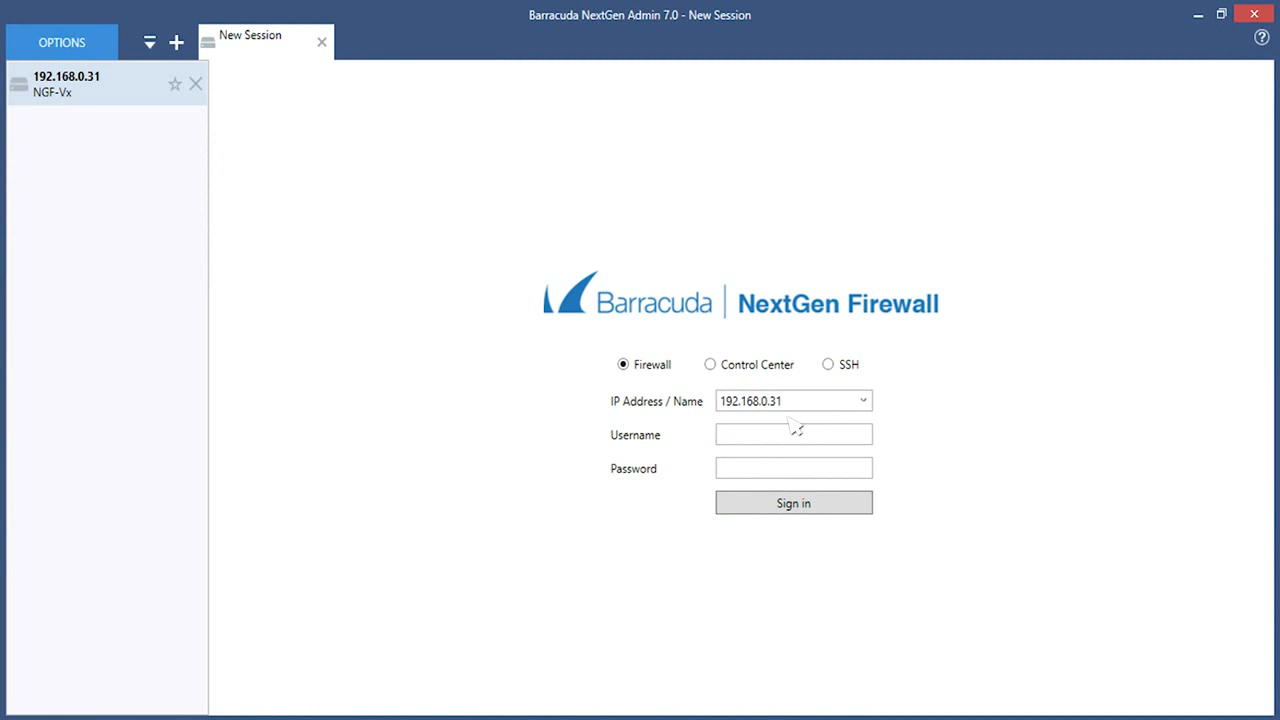 Barracuda NextGen Admin 7.0 - New Session
OPTIONS
New Session
192.168.0.31
NGF-Vx
Barracuda | NextGen Firewall
Firewall
Control Center
SSH
IP Address / Name
192.168.0.31
Username
Password
Sign in